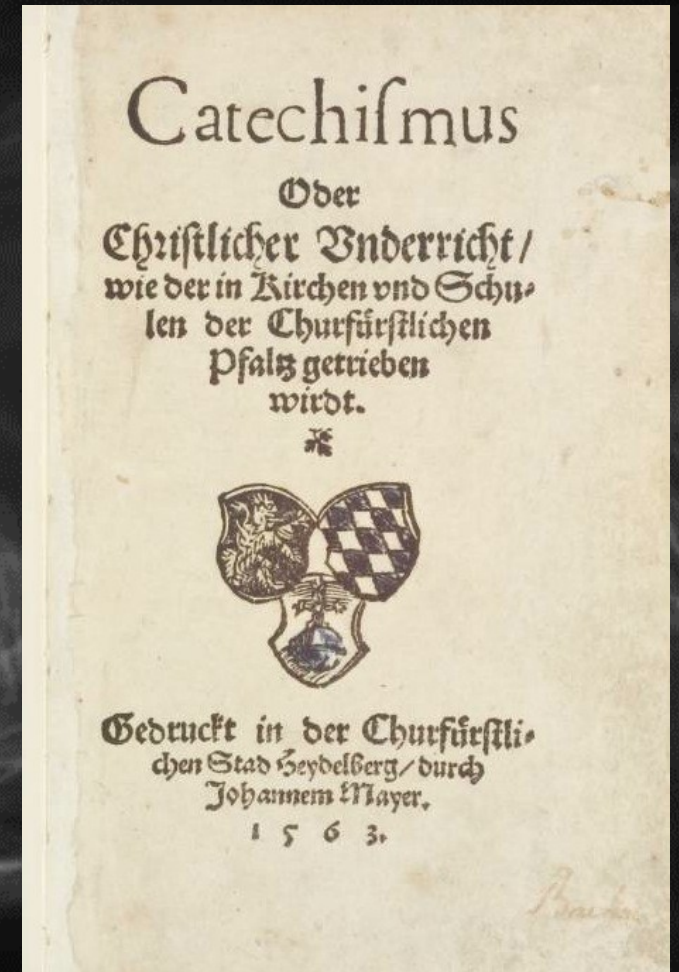 Catechiſmus
Oder
Chriſtlicher Vnderricht/
wie der in Kirchen vnd Schu-
len der Churfürſtlichen
Pfaltz getrieben
wirdt.
Gedruckt in der Churfürſtli-
chen Stad Heydelberg/ durch
Johannem Mayer.
1 5 6 3.